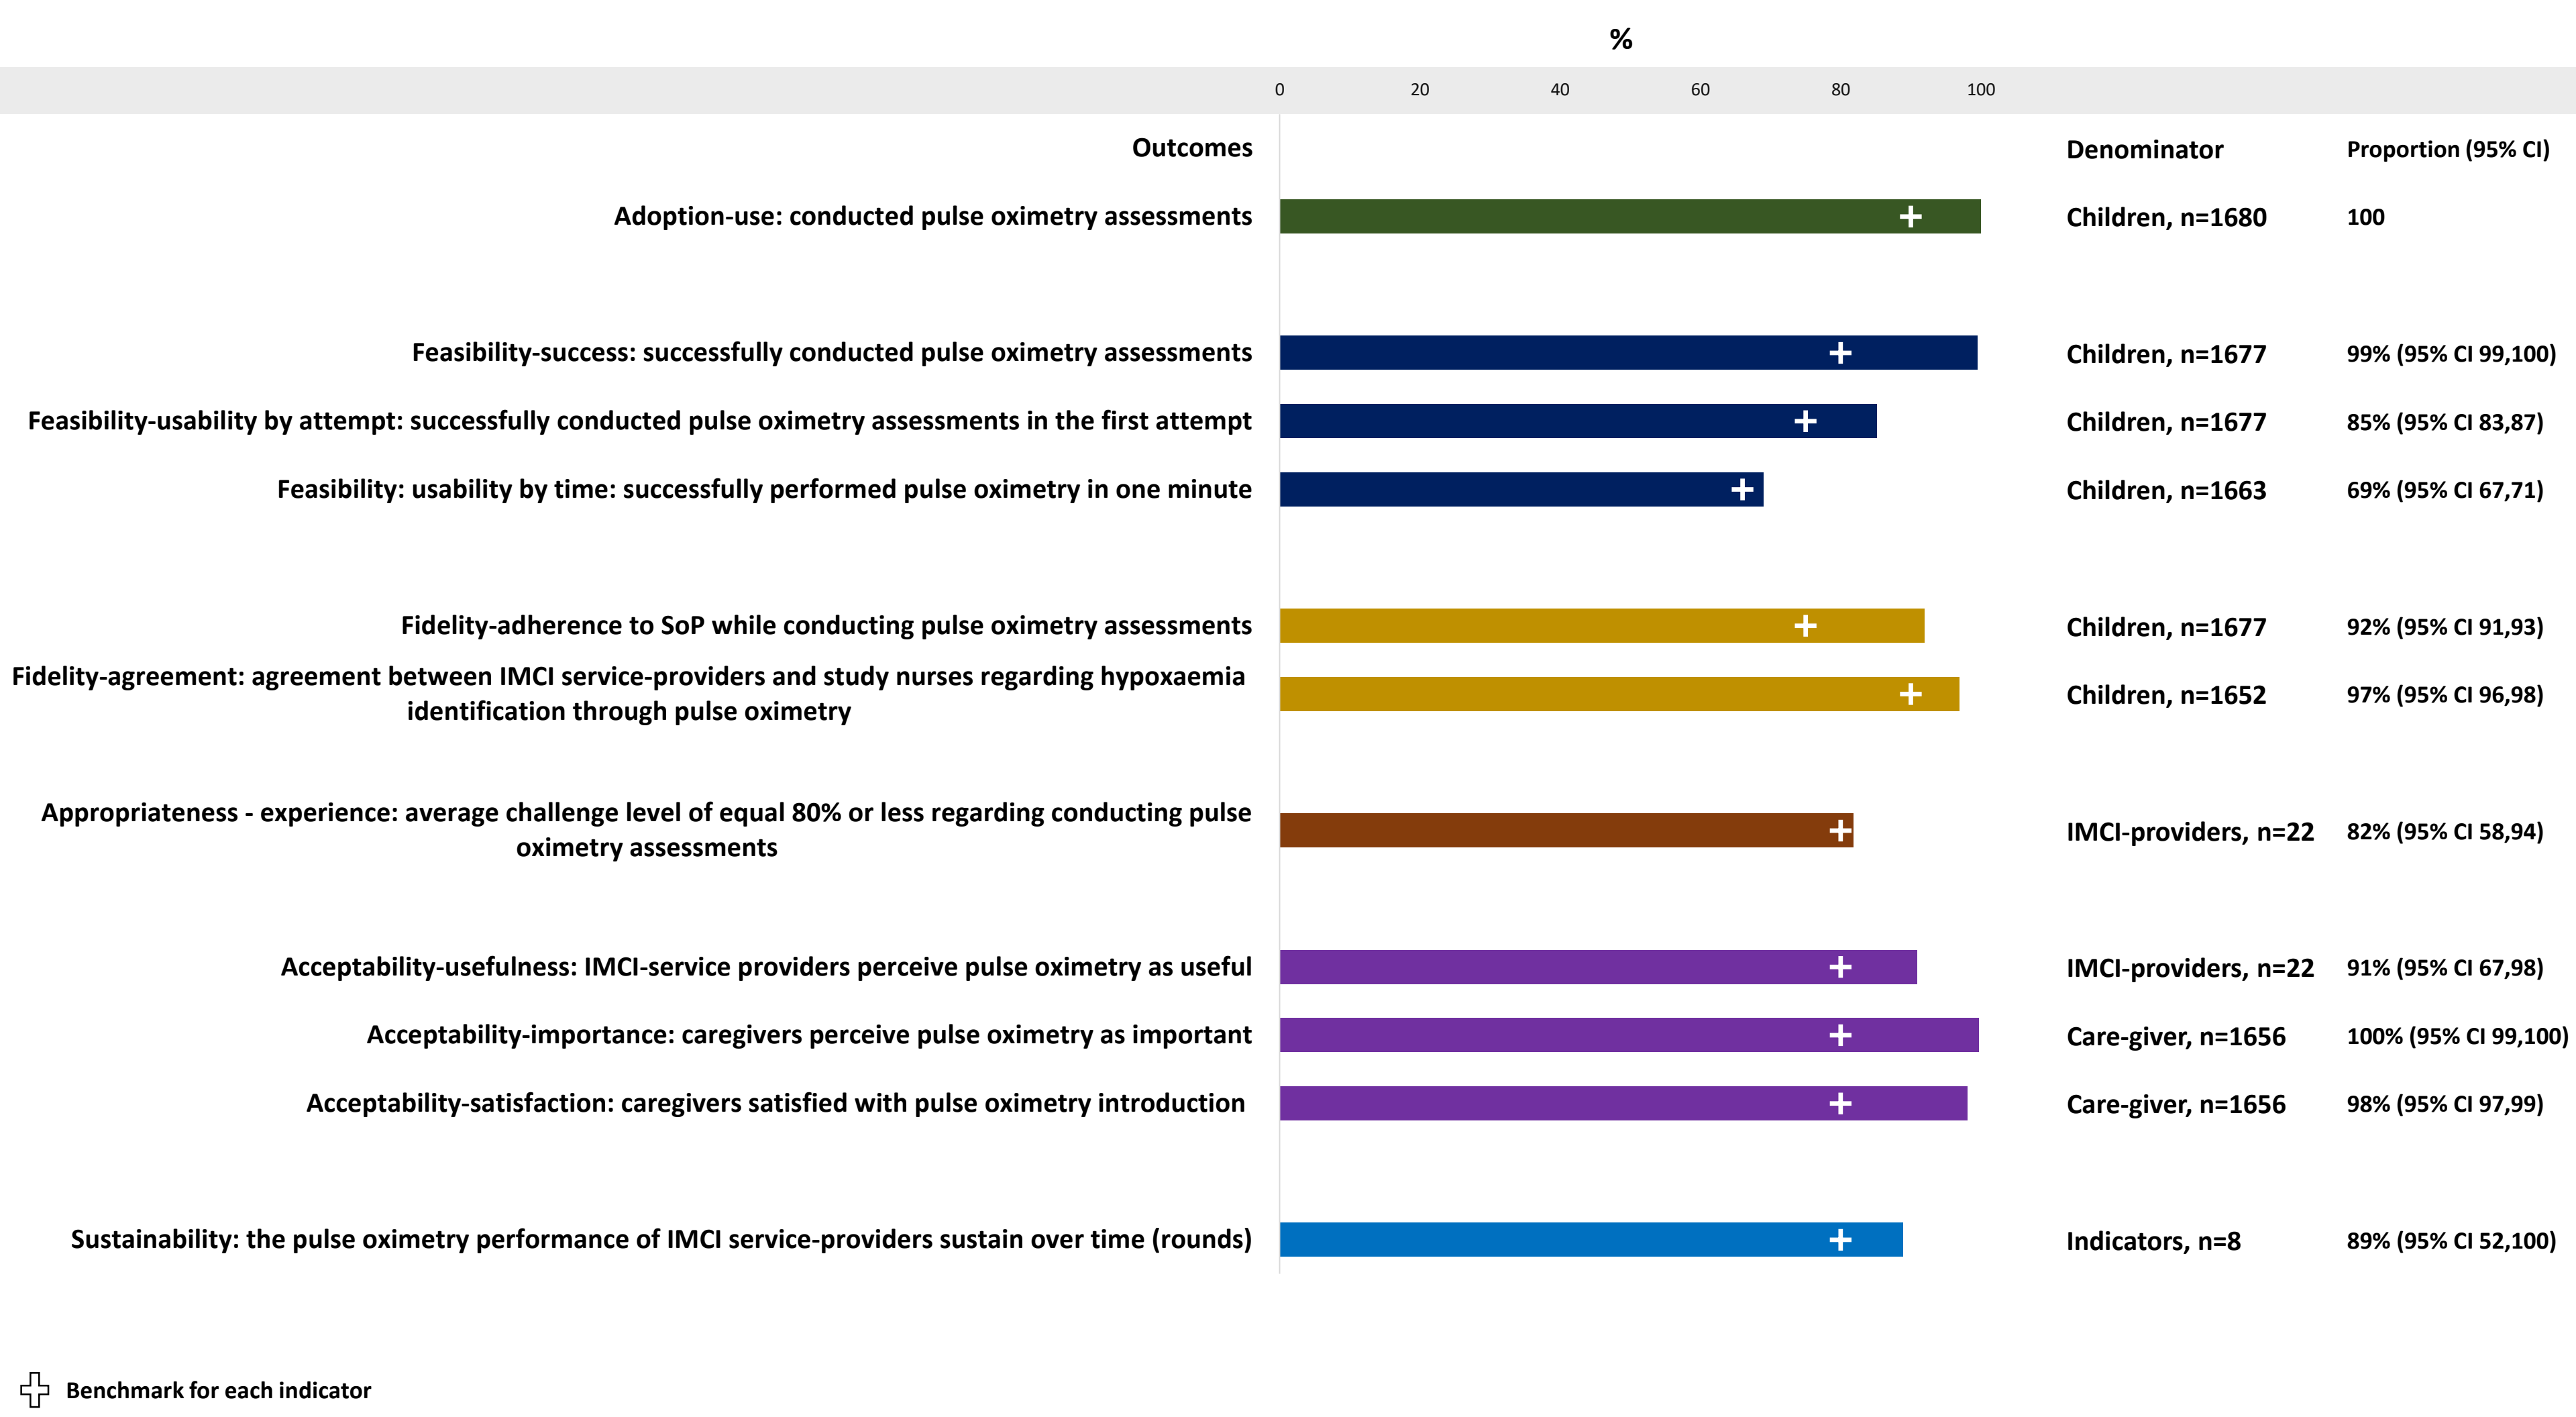 %
0 20 40 60 80 100
Outcomes Denominator Proportion (95% CI)
Adoption-use: conducted pulse oximetry assessments Children, n=1680 100
Feasibility-success: successfully conducted pulse oximetry assessments Children, n=1677 99% (95% CI 99,100)
Feasibility-usability by attempt: successfully conducted pulse oximetry assessments in the first attempt Children, n=1677 85% (95% CI 83,87)
Feasibility: usability by time: successfully performed pulse oximetry in one minute Children, n=1663 69% (95% CI 67,71)
Fidelity-adherence to SoP while conducting pulse oximetry assessments Children, n=1677 92% (95% CI 91,93)
Fidelity-agreement: agreement between IMCI service-providers and study nurses regarding hypoxaemia
identification through pulse oximetry Children, n=1652 97% (95% CI 96,98)
Appropriateness - experience: average challenge level of equal 80% or less regarding conducting pulse
oximetry assessments IMCI-providers, n=22 82% (95% CI 58,94)
Acceptability-usefulness: IMCI-service providers perceive pulse oximetry as useful IMCI-providers, n=22 91% (95% CI 67,98)
Acceptability-importance: caregivers perceive pulse oximetry as important Care-giver, n=1656 100% (95% CI 99,100)
Acceptability-satisfaction: caregivers satisfied with pulse oximetry introduction Care-giver, n=1656 98% (95% CI 97,99)
Sustainability: the pulse oximetry performance of IMCI service-providers sustain over time (rounds) Indicators, n=8 89% (95% CI 52,100)
Benchmark for each indicator